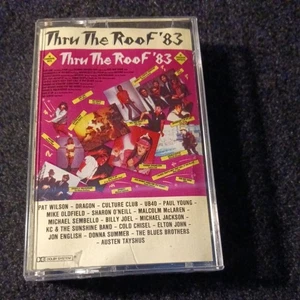 Thru The Roof '83
Thru The Roof '83
PAT WILSON – DRAGON – CULTURE CLUB – UB40 – PAUL YOUNG –
MIKE OLDFIELD – SHARON O'NEILL – MALCOLM McLAREN –
MICHAEL SEMBELLO – BILLY JOEL – MICHAEL JACKSON –
KC & THE SUNSHINE BAND – COLD CHISEL – ELTON JOHN –
JON ENGLISH – DONNA SUMMER – THE BLUES BROTHERS
– AUSTEN TAYSHUS